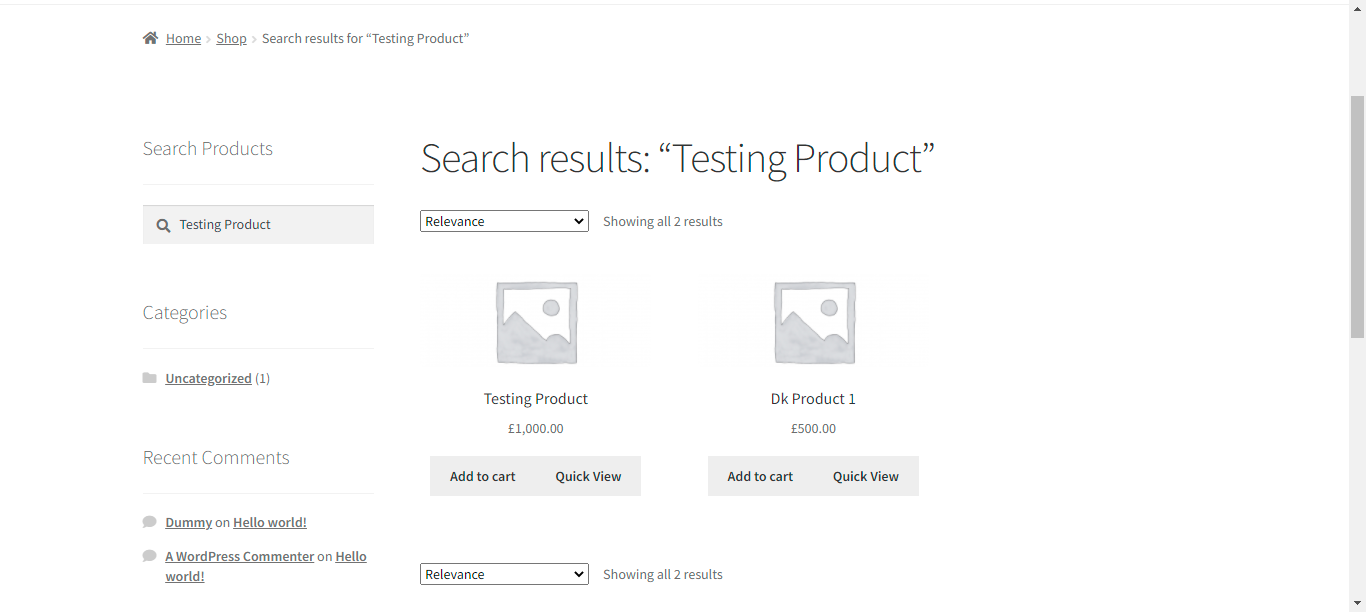 Home > Shop > Search results for “Testing Product”
Search Products
Testing Product
Categories
Uncategorized (1)
Recent Comments
Dummy on Hello world!
A WordPress Commenter on Hello
world!
Search results: “Testing Product”
Relevance Showing all 2 results
Testing Product
£1,000.00
Add to cart Quick View
Dk Product 1
£500.00
Add to cart Quick View
Relevance Showing all 2 results